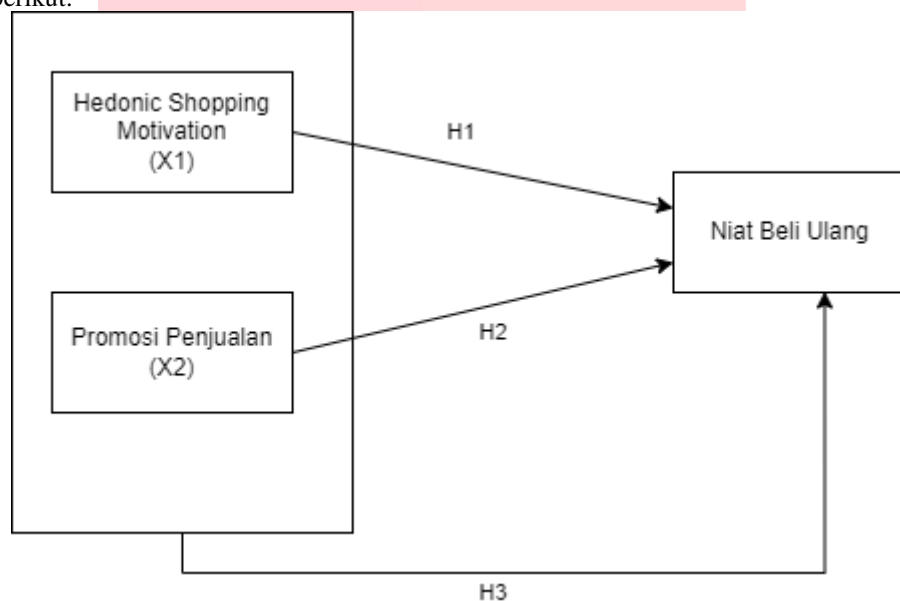 Hedonic Shopping
Motivation
(X1)
H1
Niat Beli Ulang
Promosi Penjualan
(X2)
H2
H3